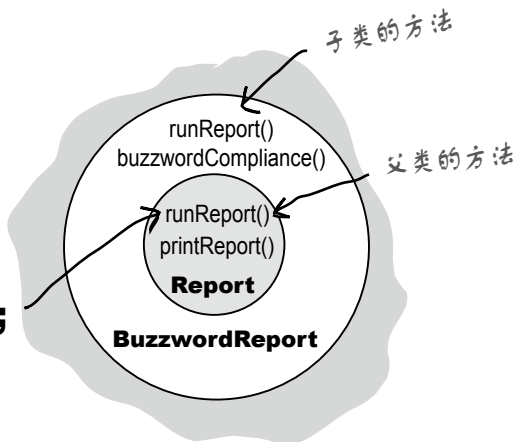 子类的方法
runReport()
buzzwordCompliance()
父类的方法
runReport()
printReport()
Report
BuzzwordReport